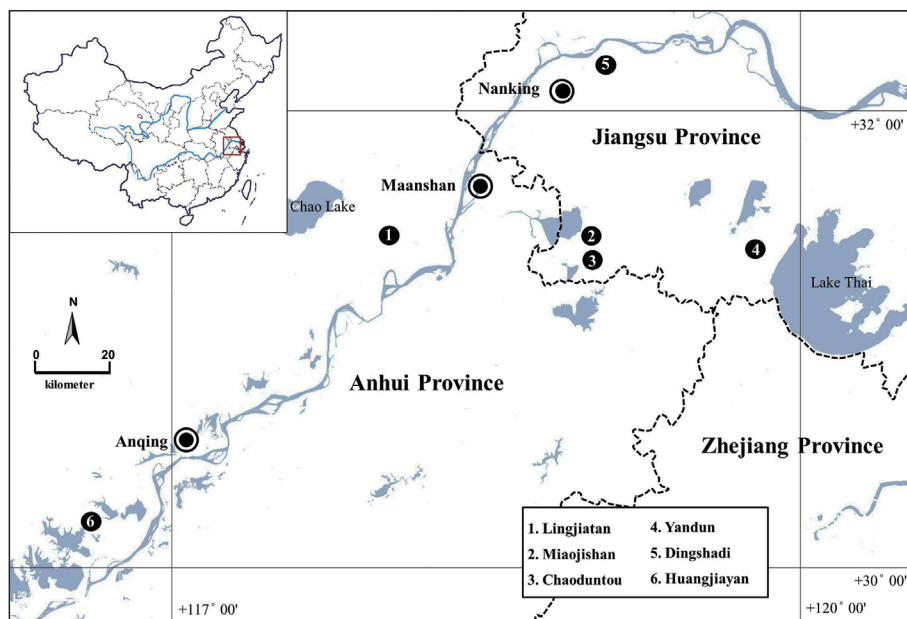 5
Nanking
Jiangsu Province
+32° 00'
Maanshan
Chao Lake
1
2
3
4
Lake Thai
N
0 20
kilometer
Anhui Province
Anqing
Zhejiang Province
6
1. Lingjiatan 4. Yandun
2. Miaojishan 5. Dingshadi
3. Chaoduntou 6. Huangjiayan
+30° 00'
+117° 00'
+120° 00'